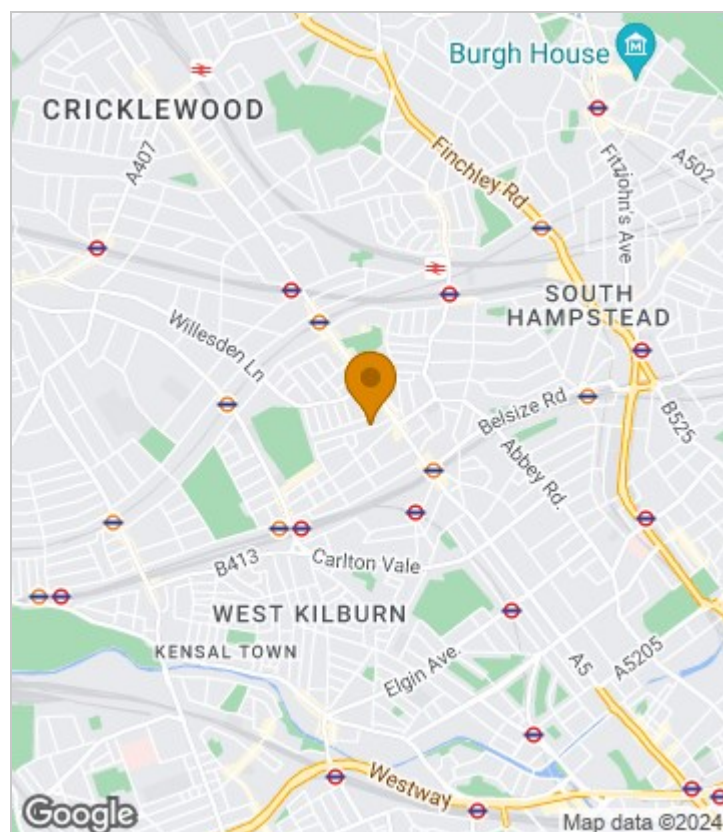 Burgh House
CRICKLEWOOD
A407
Finchley Rd
Fitzjohn's Ave
A502
SOUTH
HAMPSTEAD
Willesden Ln
Belsize Rd
B525
Abbey Rd.
B413
Carlton Vale
WEST KILBURN
KENSAL TOWN
Elgin Ave.
A5
A5205
Westway
Google
Map data ©2024